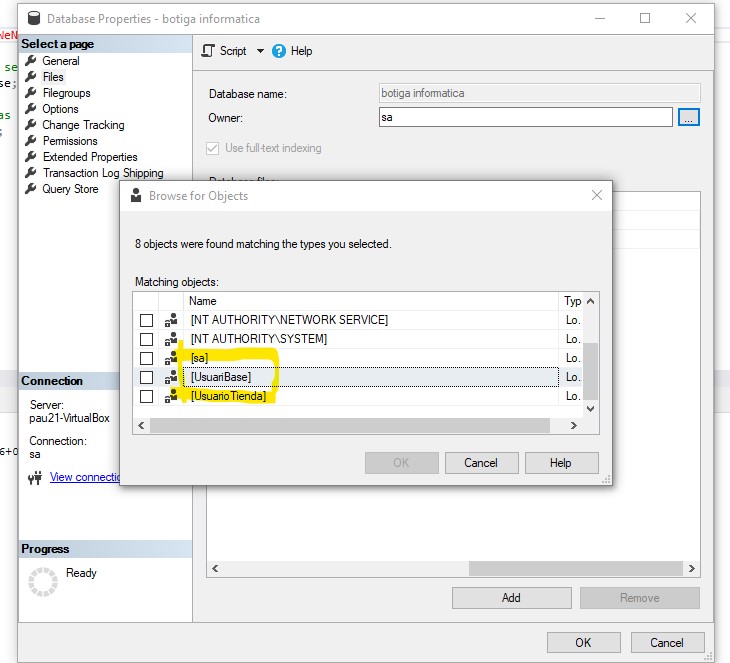 Database Properties - botiga informatica
Select a page
General
Files
Filegroups
Options
Change Tracking
Permissions
Extended Properties
Transaction Log Shipping
Query Store
Script
Help
Database name:
botiga informatica
Owner:
sa
...
Use full-text indexing
Browse for Objects
8 objects were found matching the types you selected.
Matching objects:
Name
Typ
[NT AUTHORITY\NETWORK SERVICE]
Lo.
[NT AUTHORITY\SYSTEM]
Lo.
[sa]
Lo.
[UsuariBase]
Lo.
[UsuarioTienda]
Lo.
OK
Cancel
Help
Connection
Server:
pau21-VirtualBox
Connection:
sa
View connectio
Progress
Ready
Add
Remove
OK
Cancel